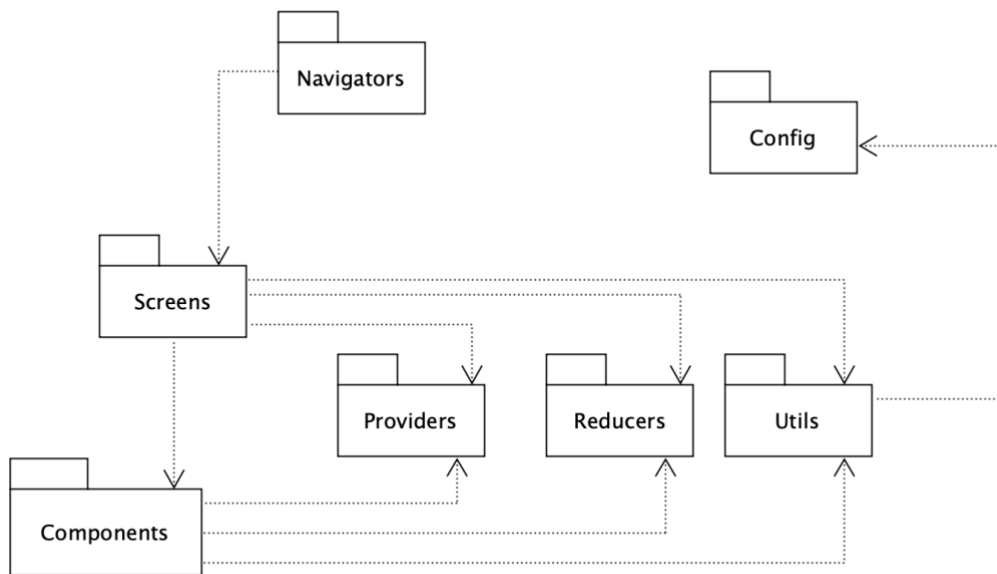 Navigators
Config
Screens
Providers
Reducers
Utils
Components